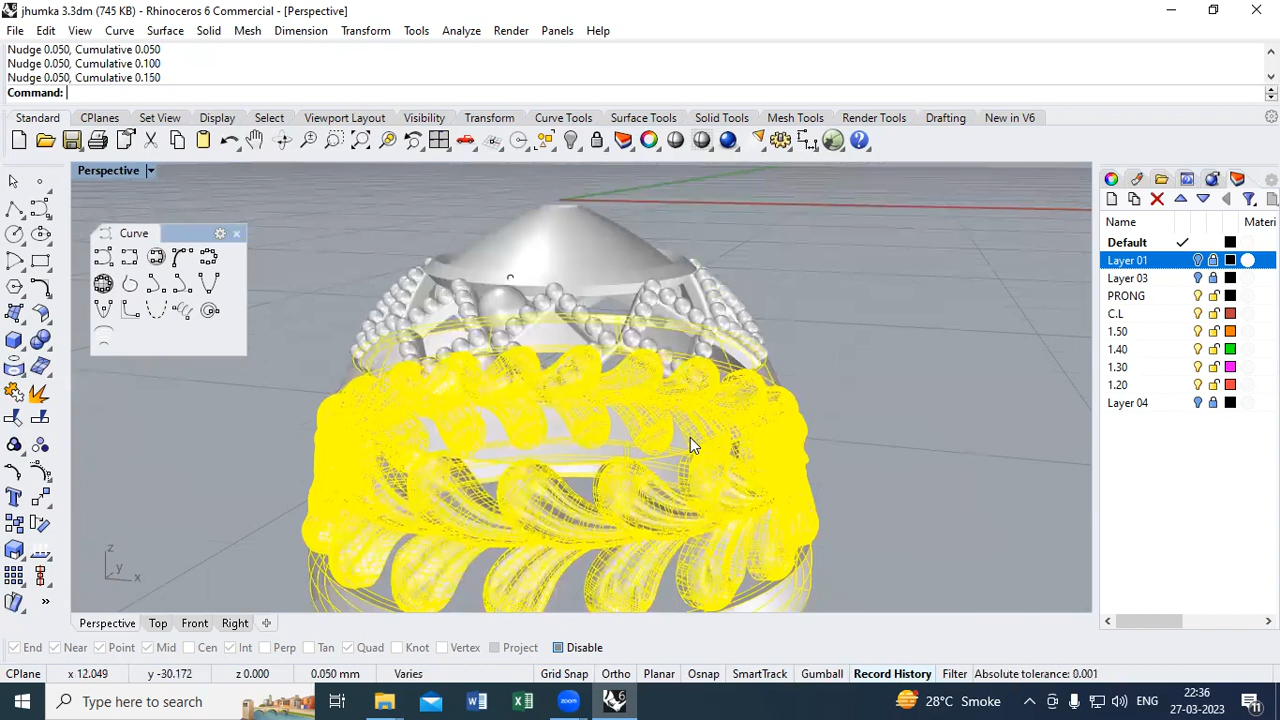 jhumka 3.3dm (745 KB) - Rhinoceros 6 Commercial - [Perspective]
File Edit View Curve Surface Solid Mesh Dimension Transform Tools Analyze Render Panels Help
Nudge 0.050, Cumulative 0.050
Nudge 0.050, Cumulative 0.100
Nudge 0.050, Cumulative 0.150
Command:
Standard CPlanes Set View Display Select Viewport Layout Visibility Transform Curve Tools Surface Tools Solid Tools Mesh Tools Render Tools Drafting New in V6
Perspective
Curve
Name Materi
Default
Layer 01
Layer 03
PRONG
C.L
1.50
1.40
1.30
1.20
Layer 04
z
y
x
Perspective Top Front Right
End Near Point Mid Cen Int Perp Tan Quad Knot Vertex Project Disable
CPlane x 12.049 y -30.172 z 0.000 0.050 mm Varies Grid Snap Ortho Planar Osnap SmartTrack Gumball Record History Filter Absolute tolerance: 0.001
Type here to search
28°C Smoke
ENG
22:36
27-03-2023
11